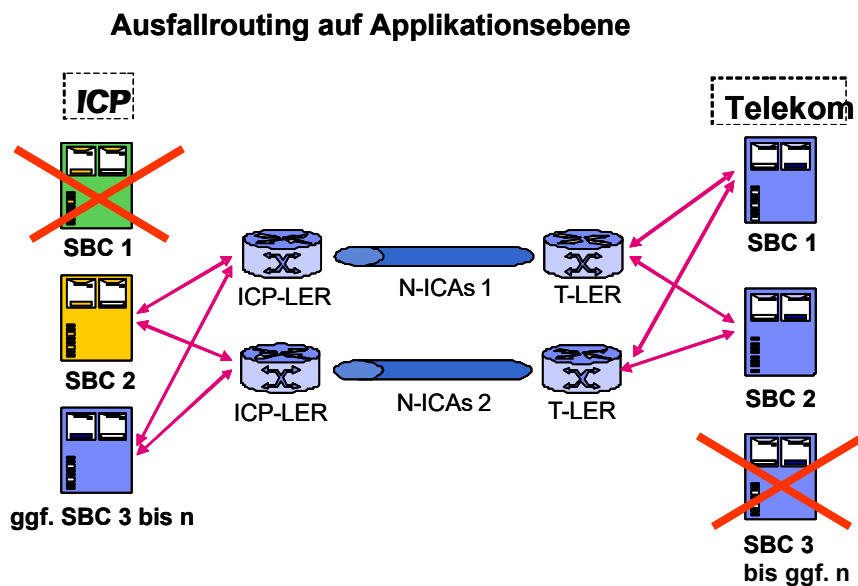 Ausfallrouting auf Applikationsebene
ICP
Telekom
SBC 1
SBC 1
ICP-LER
N-ICAs 1
T-LER
SBC 2
SBC 2
ICP-LER
N-ICAs 2
T-LER
ggf. SBC 3 bis n
SBC 3
bis ggf. n